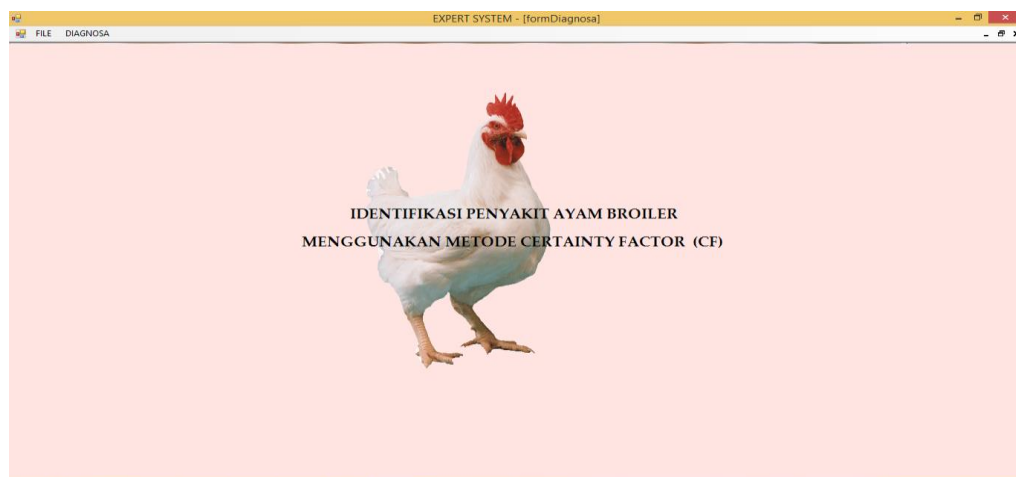 EXPERT SYSTEM - [formDiagnosa]
FILE DIAGNOSA
IDENTIFIKASI PENYAKIT AYAM BROILER
MENGGUNAKAN METODE CERTAINTY FACTOR (CF)